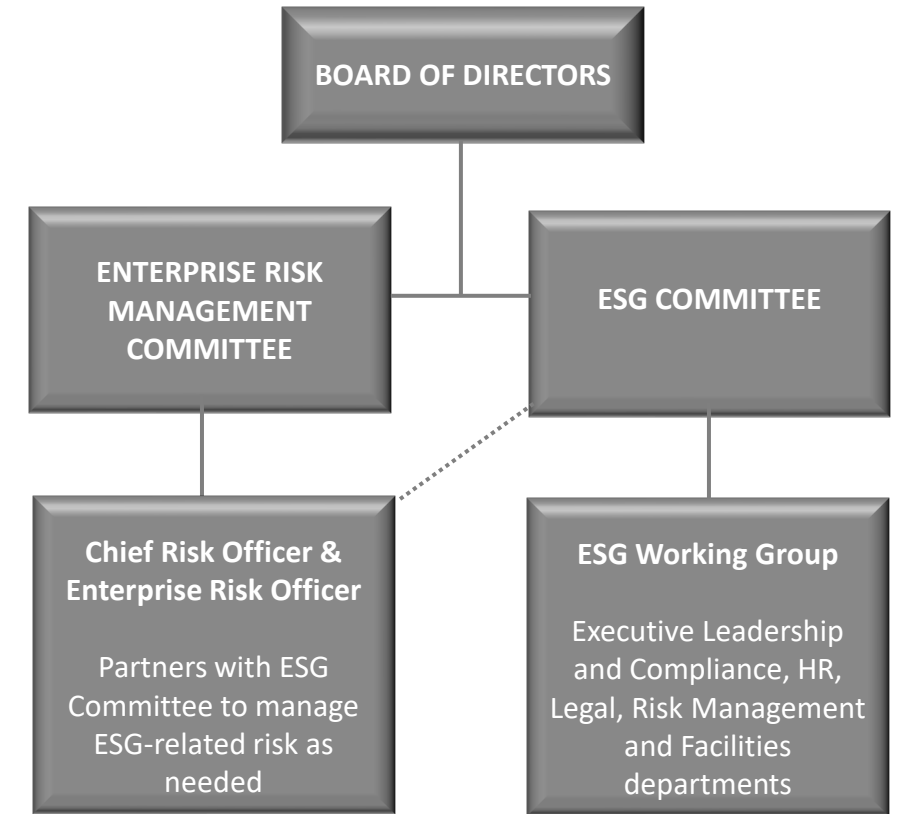 BOARD OF DIRECTORS
ENTERPRISE RISK
MANAGEMENT
COMMITTEE
ESG COMMITTEE
Chief Risk Officer &
Enterprise Risk Officer
Partners with ESG
Committee to manage
ESG-related risk as
needed
ESG Working Group
Executive Leadership
and Compliance, HR,
Legal, Risk Management
and Facilities
departments